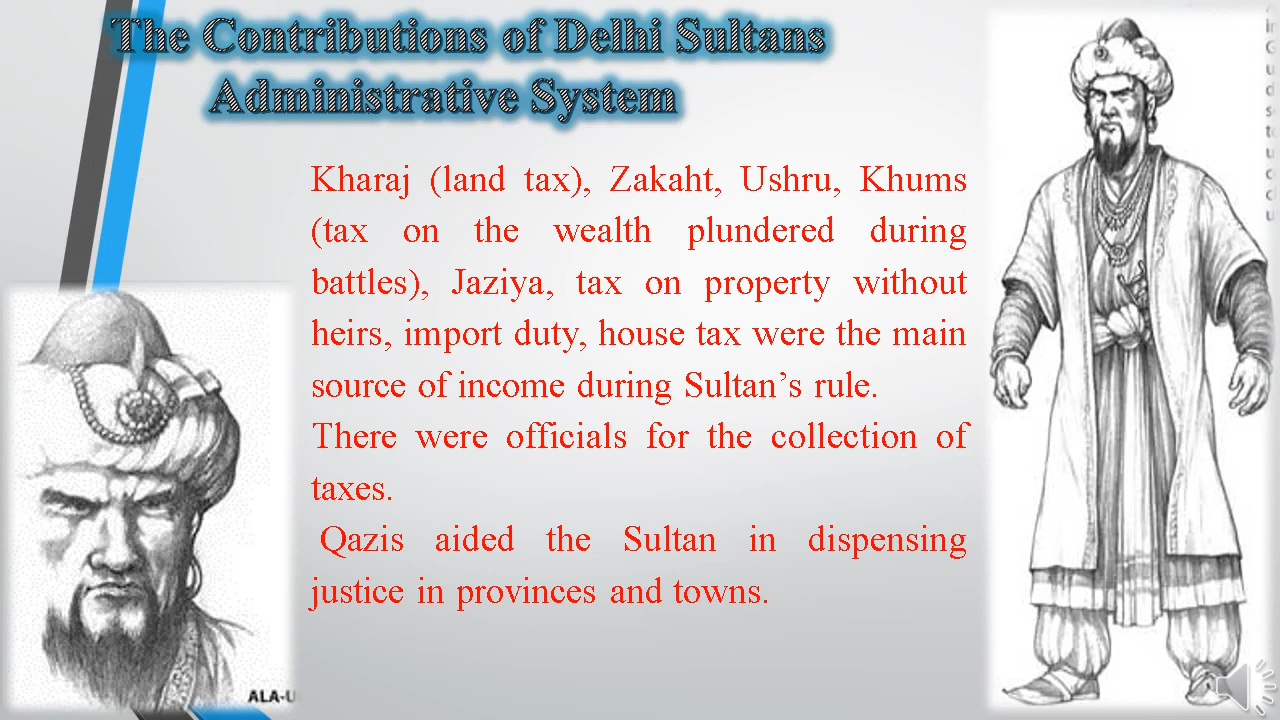 The Contributions of Delhi Sultans
Administrative System
Kharaj (land tax), Zakaht, Ushru, Khums
(tax on the wealth plundered during
battles), Jaziya, tax on property without
heirs, import duty, house tax were the main
source of income during Sultan’s rule.
There were officials for the collection of
taxes.
Qazis aided the Sultan in dispensing
justice in provinces and towns.
ALA-U